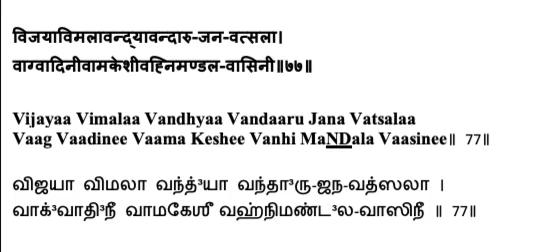 विजयाविमलावन्द्यावन्दारु-जन-वत्सला।
वाग्वादिनीवामकेशीवह्निमण्डल-वासिनी॥७७॥
Vijayaa Vimalaa Vandhyaa Vandaaru Jana Vatsalaa
Vaag Vaadinee Vaama Keshee Vanhi MaNDala Vaasinee॥ 77॥
விஜயா விமலா வந்த்³யா வந்தா³ரு-ஜந-வத்ஸலா ।
வாக்³வாதி³நீ வாமகேஶீ வஹ்நிமண்ட³ல-வாஸிநீ ॥ 77॥